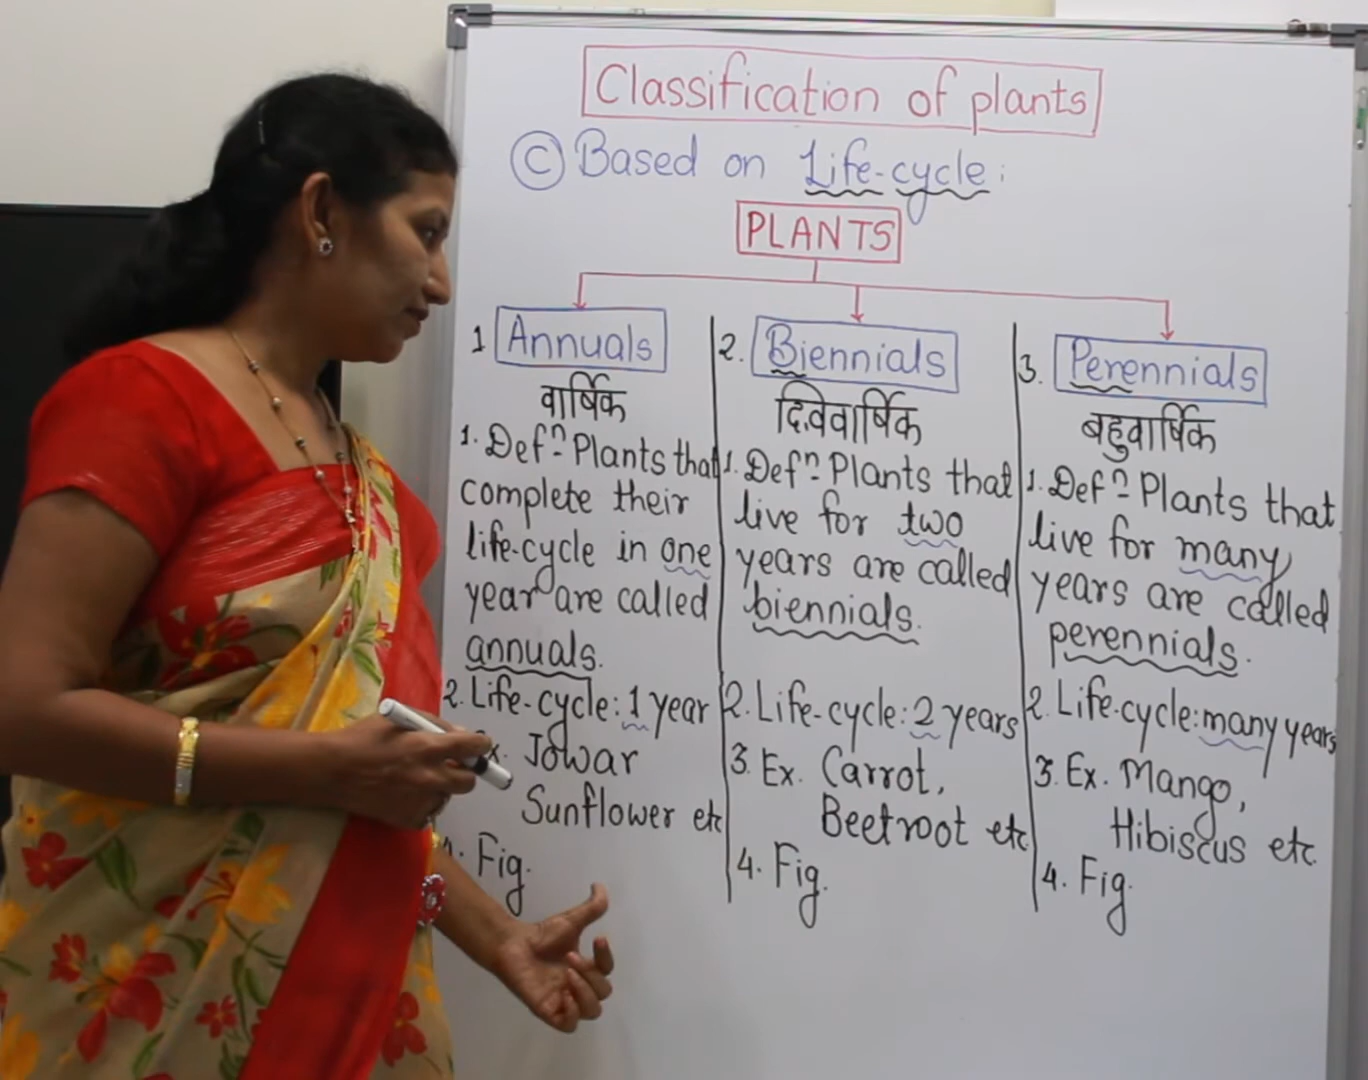 Classification of plants
Ⓒ Based on Life-cycle:
PLANTS
1 Annuals
वार्षिक
1. Defⁿ- Plants that
complete their
life-cycle in one
year are called
annuals.
2. Life-cycle: 1 year
Ex. Jowar
Sunflower etc
Fig.
2. Biennials
द्विवार्षिक
1. Defⁿ- Plants that
live for two
years are called
biennials.
2. Life-cycle: 2 years
3. Ex. Carrot,
Beetroot etc
4. Fig.
3. Perennials
बहुवार्षिक
1. Defⁿ- Plants that
live for many
years are called
perennials.
2. Life-cycle: many years
3. Ex. Mango,
Hibiscus etc.
4. Fig.